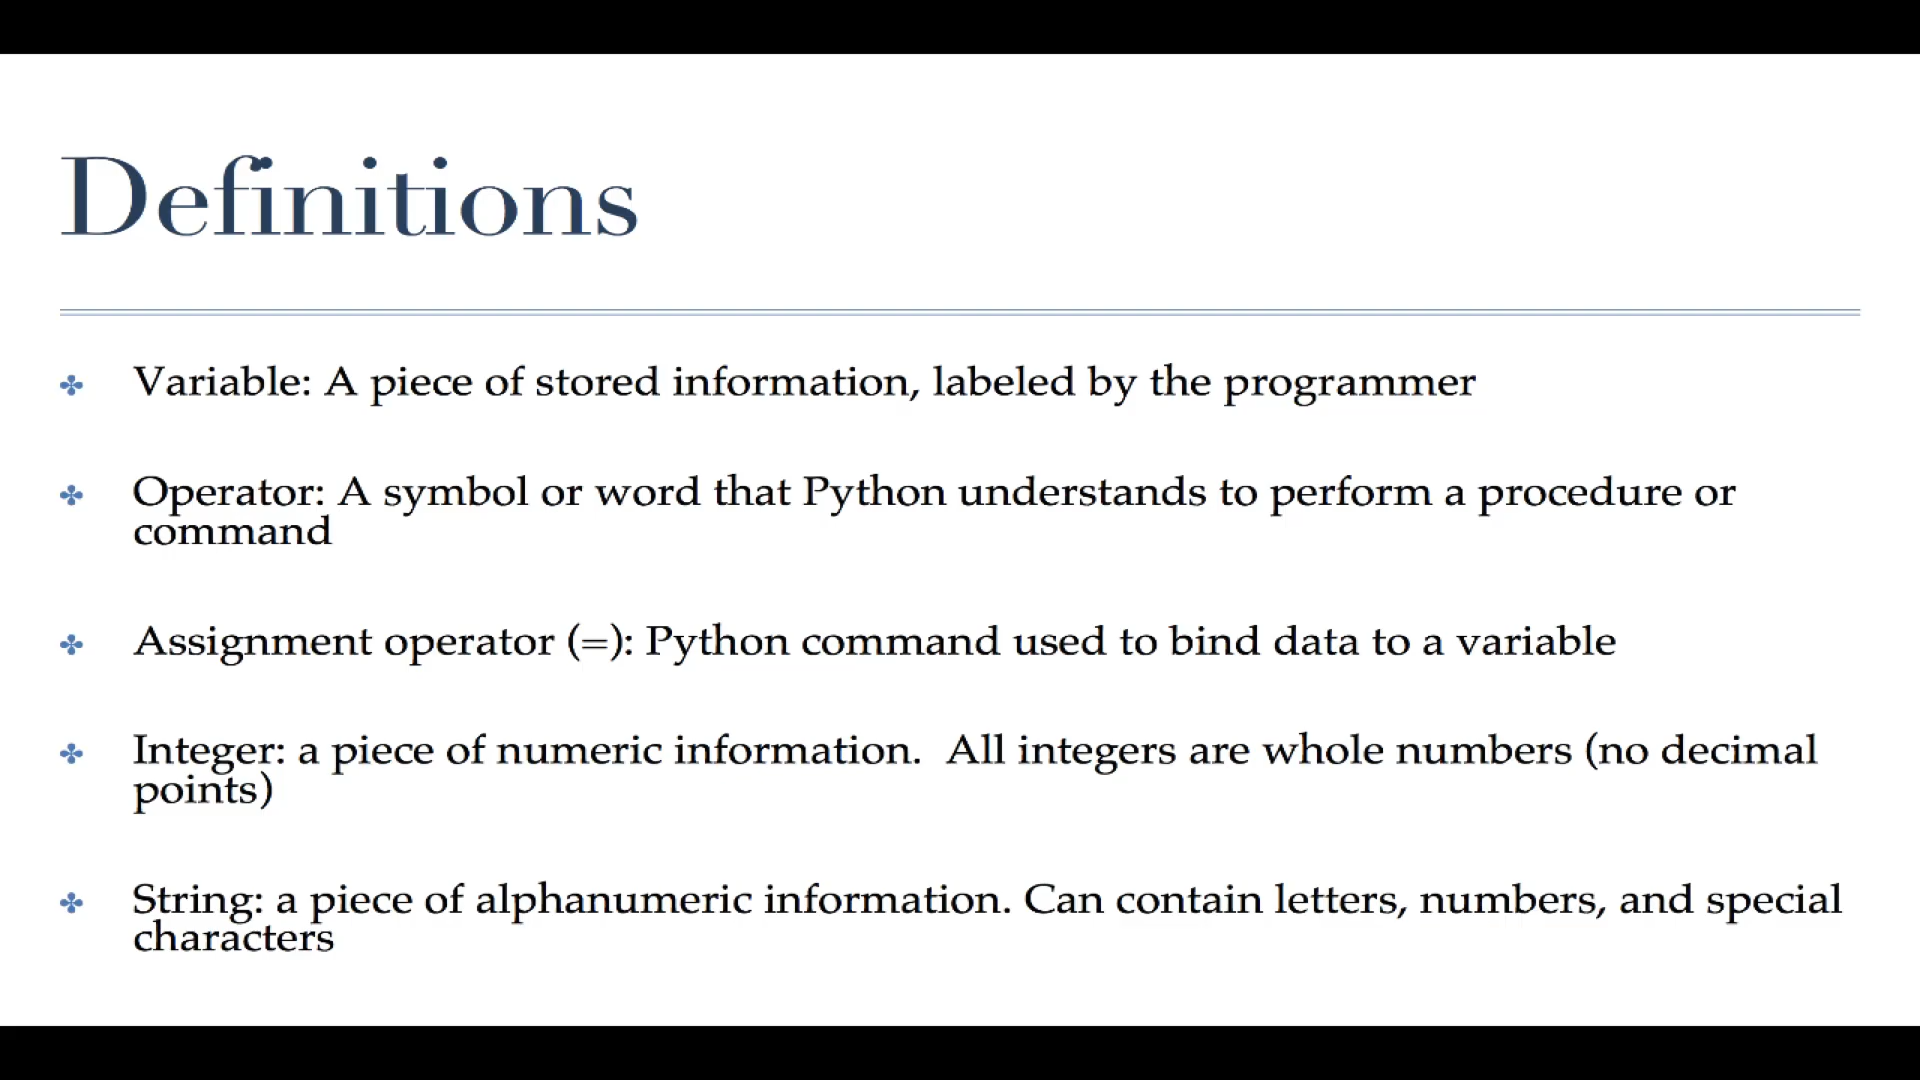 Definitions
Variable: A piece of stored information, labeled by the programmer
Operator: A symbol or word that Python understands to perform a procedure or
command
Assignment operator (=): Python command used to bind data to a variable
Integer: a piece of numeric information.  All integers are whole numbers (no decimal
points)
String: a piece of alphanumeric information. Can contain letters, numbers, and special
characters